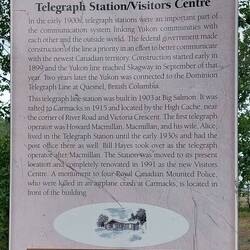 Telegraph Station/Visitors Centre
In the early 1900s, telegraph stations were an important part of
the communication system linking Yukon communities with
each other and the outside world. The federal government made
construction of the line a priority in an effort to better communicate
with the newest Canadian territory. Construction started early in
1899 and the Yukon line reached Skagway in September of that
year. Two years later the Yukon was connected to the Dominion
Telegraph Line at Quesnel, British Columbia.
This telegraph line station was built in 1903 at Big Salmon. It was
rafted to Carmacks in 1915 and located by the High Cache, near
the corner of River Road and Victoria Crescent. The first telegraph
operator was Howard Macmillan. Macmillan, and his wife, Alice,
lived in the Telegraph Station until the early 1930s and had the
post office there as well. Bill Hayes took over as the telegraph
operator after Macmillan. The Station was moved to its present
location and completely renovated in 1991 as the new Visitors
Centre. A monument to four Royal Canadian Mounted Police,
who were killed in an airplane crash at Carmacks, is located in
front of the building.